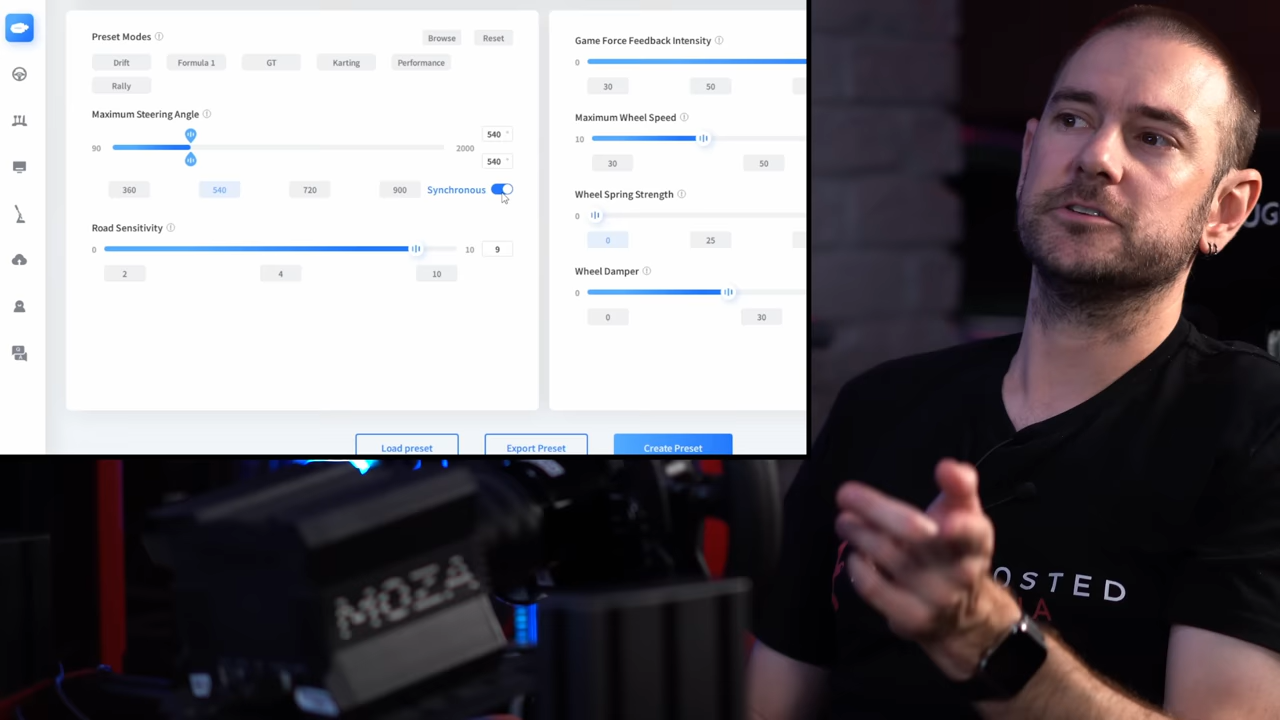 Preset Modes
Browse
Reset
Drift
Formula 1
GT
Karting
Performance
Rally
Maximum Steering Angle
90
2000
540 °
540 °
360
540
720
900
Synchronous
Road Sensitivity
0
10
9
2
4
10
Load preset
Export Preset
Create Preset
Game Force Feedback Intensity
0
30
50
Maximum Wheel Speed
10
30
50
Wheel Spring Strength
0
0
25
Wheel Damper
0
0
30
MOZA
OSTED
UG